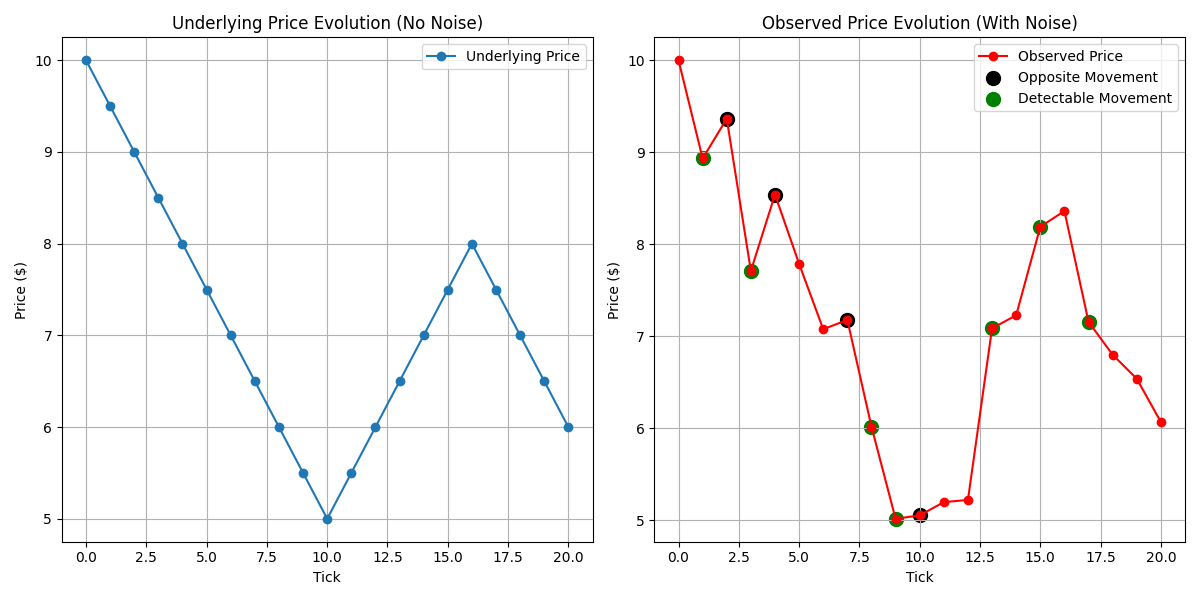 Underlying Price Evolution (No Noise)
Underlying Price
Price ($)
10
9
8
7
6
5
0.0 2.5 5.0 7.5 10.0 12.5 15.0 17.5 20.0
Tick
Observed Price Evolution (With Noise)
Observed Price
Opposite Movement
Detectable Movement
Price ($)
10
9
8
7
6
5
0.0 2.5 5.0 7.5 10.0 12.5 15.0 17.5 20.0
Tick